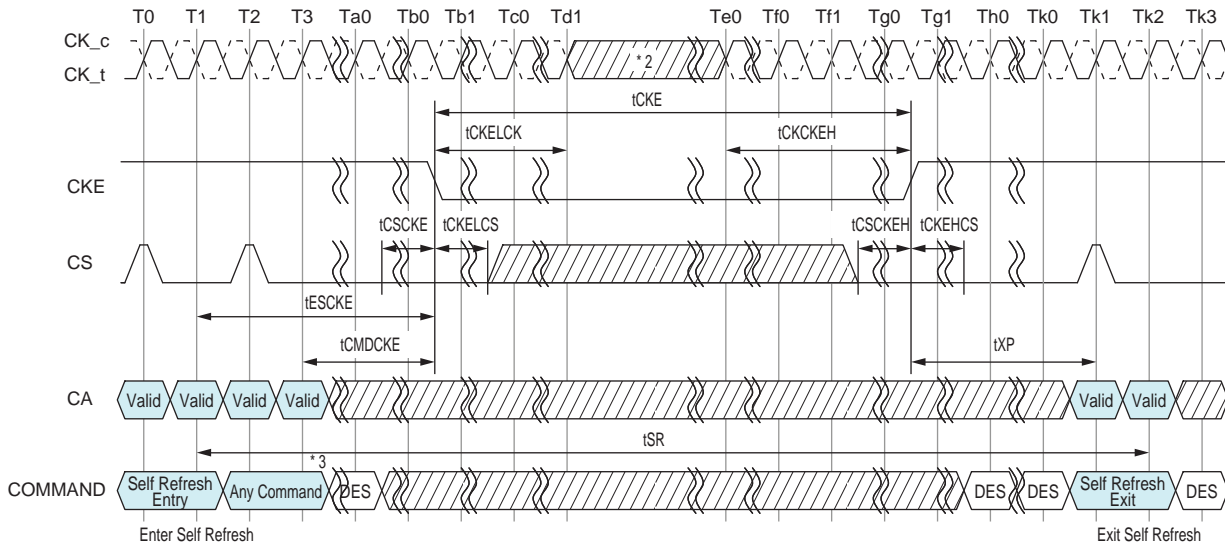 T0 T1 T2 T3 Ta0 Tb0 Tb1 Tc0 Td1 Te0 Tf0 Tf1 Tg0 Tg1 Th0 Tk0 Tk1 Tk2 Tk3
CK_c
CK_t
* 2
tCKE
tCKELCK tCKCKEH
CKE
tCSCKE tCKELCS tCSCKEH tCKEHCS
CS
tESCKE
tCMDCKE tXP
CA Valid Valid Valid Valid Valid Valid
tSR
* 3
COMMAND Self Refresh Entry Any Command DES DES DES Self Refresh Exit DES
Enter Self Refresh Exit Self Refresh